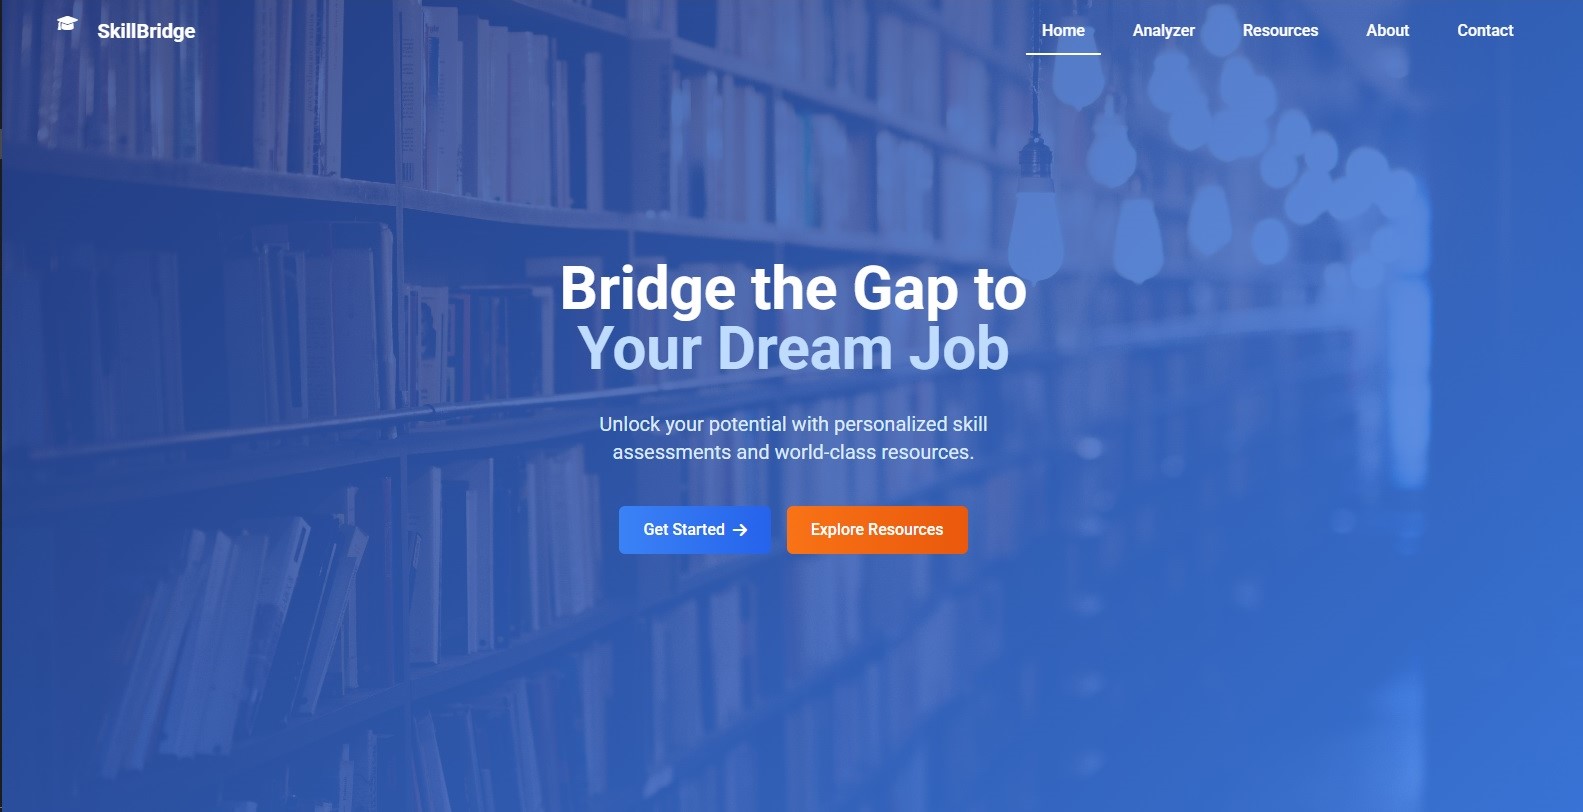 SkillBridge
Home Analyzer Resources About Contact
Bridge the Gap to
Your Dream Job
Unlock your potential with personalized skill
assessments and world-class resources.
Get Started →
Explore Resources